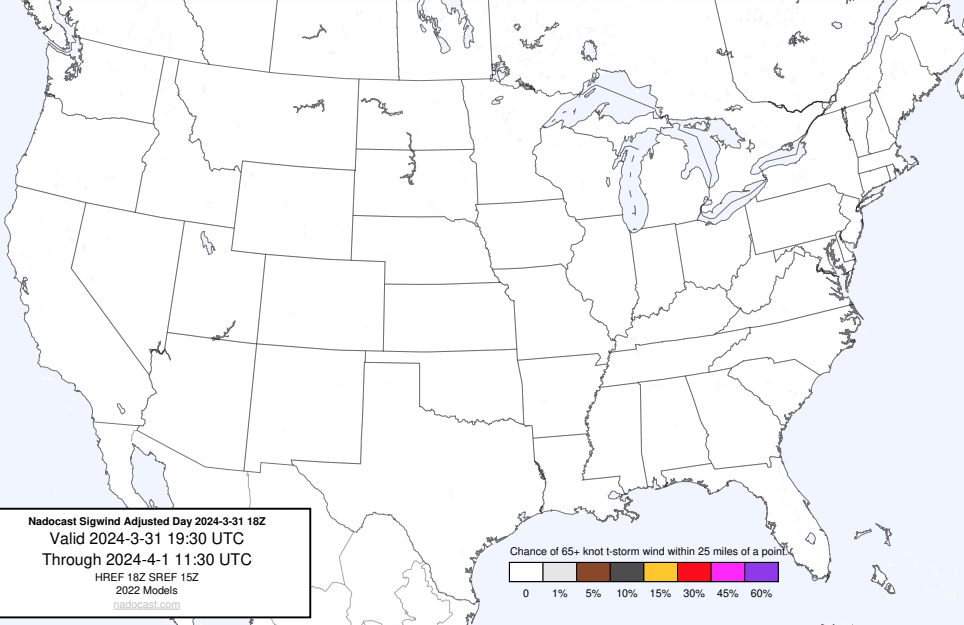 Nadocast Sigwind Adjusted Day 2024-3-31 18Z
Valid 2024-3-31 19:30 UTC
Through 2024-4-1 11:30 UTC
HREF 18Z SREF 15Z
2022 Models
nadocast.com
Chance of 65+ knot t-storm wind within 25 miles of a point.
0 1% 5% 10% 15% 30% 45% 60%